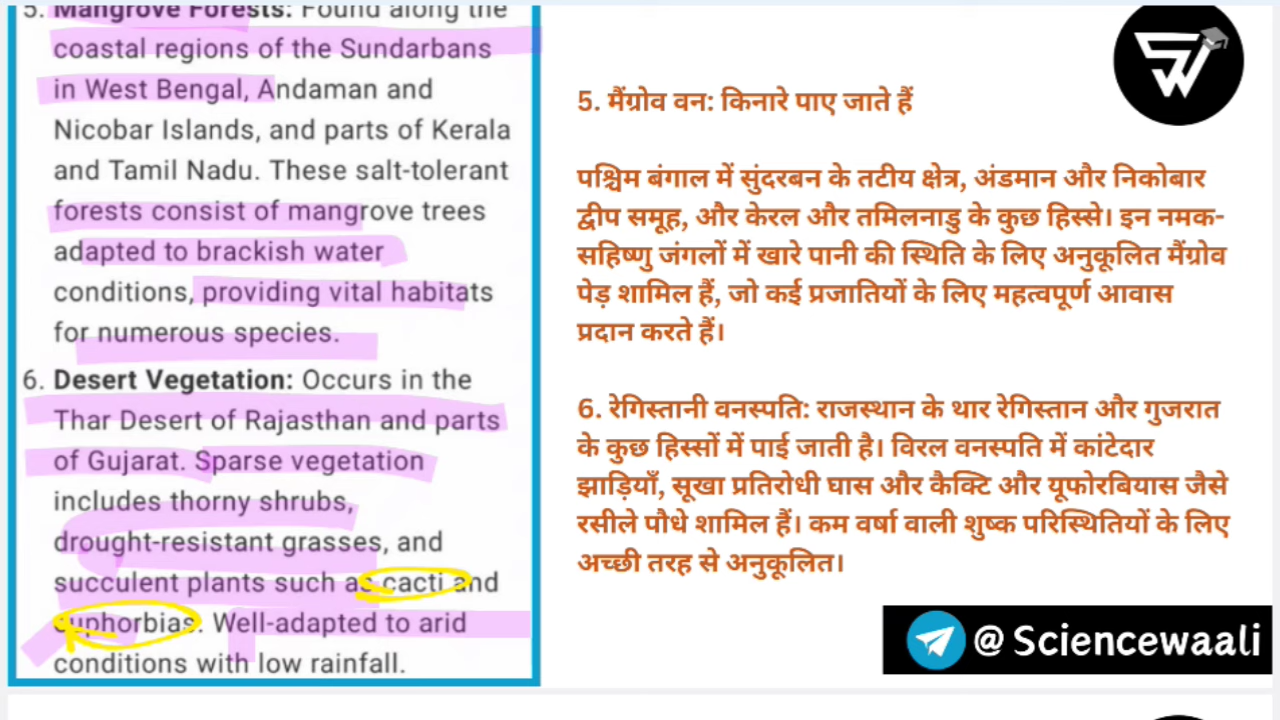 5. Mangrove Forests: Found along the
coastal regions of the Sundarbans
in West Bengal, Andaman and
Nicobar Islands, and parts of Kerala
and Tamil Nadu. These salt-tolerant
forests consist of mangrove trees
adapted to brackish water
conditions, providing vital habitats
for numerous species.
6. Desert Vegetation: Occurs in the
Thar Desert of Rajasthan and parts
of Gujarat. Sparse vegetation
includes thorny shrubs,
drought-resistant grasses, and
succulent plants such as cacti and
euphorbias. Well-adapted to arid
conditions with low rainfall.
SW
5. मैंग्रोव वन: किनारे पाए जाते हैं
पश्चिम बंगाल में सुंदरबन के तटीय क्षेत्र, अंडमान और निकोबार
द्वीप समूह, और केरल और तमिलनाडु के कुछ हिस्से। इन नमक-
सहिष्णु जंगलों में खारे पानी की स्थिति के लिए अनुकूलित मैंग्रोव
पेड़ शामिल हैं, जो कई प्रजातियों के लिए महत्वपूर्ण आवास
प्रदान करते हैं।
6. रेगिस्तानी वनस्पति: राजस्थान के थार रेगिस्तान और गुजरात
के कुछ हिस्सों में पाई जाती है। विरल वनस्पति में कांटेदार
झाड़ियाँ, सूखा प्रतिरोधी घास और कैक्टि और यूफोरबियास जैसे
रसीले पौधे शामिल हैं। कम वर्षा वाली शुष्क परिस्थितियों के लिए
अच्छी तरह से अनुकूलित।
@ Sciencewaali